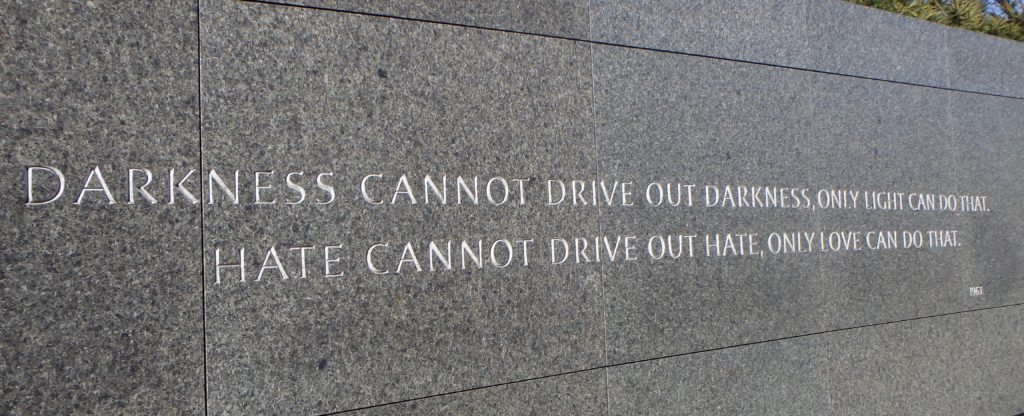 DARKNESS CANNOT DRIVE OUT DARKNESS, ONLY LIGHT CAN DO THAT.
HATE CANNOT DRIVE OUT HATE, ONLY LOVE CAN DO THAT.
1963